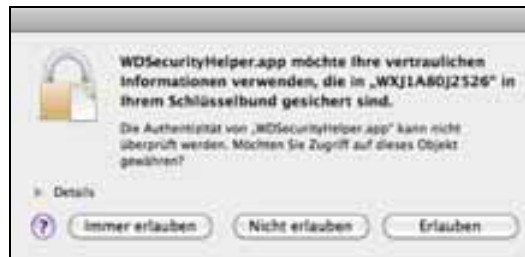 WDSecurityHelper.app möchte Ihre vertraulichen
Informationen verwenden, die in „WXJ1A80J2526“ in
Ihrem Schlüsselbund gesichert sind.
Die Authentizität von „WDSecurityHelper.app“ kann nicht
überprüft werden. Möchten Sie Zugriff auf dieses Objekt
gewähren?
Details
? Immer erlauben Nicht erlauben Erlauben